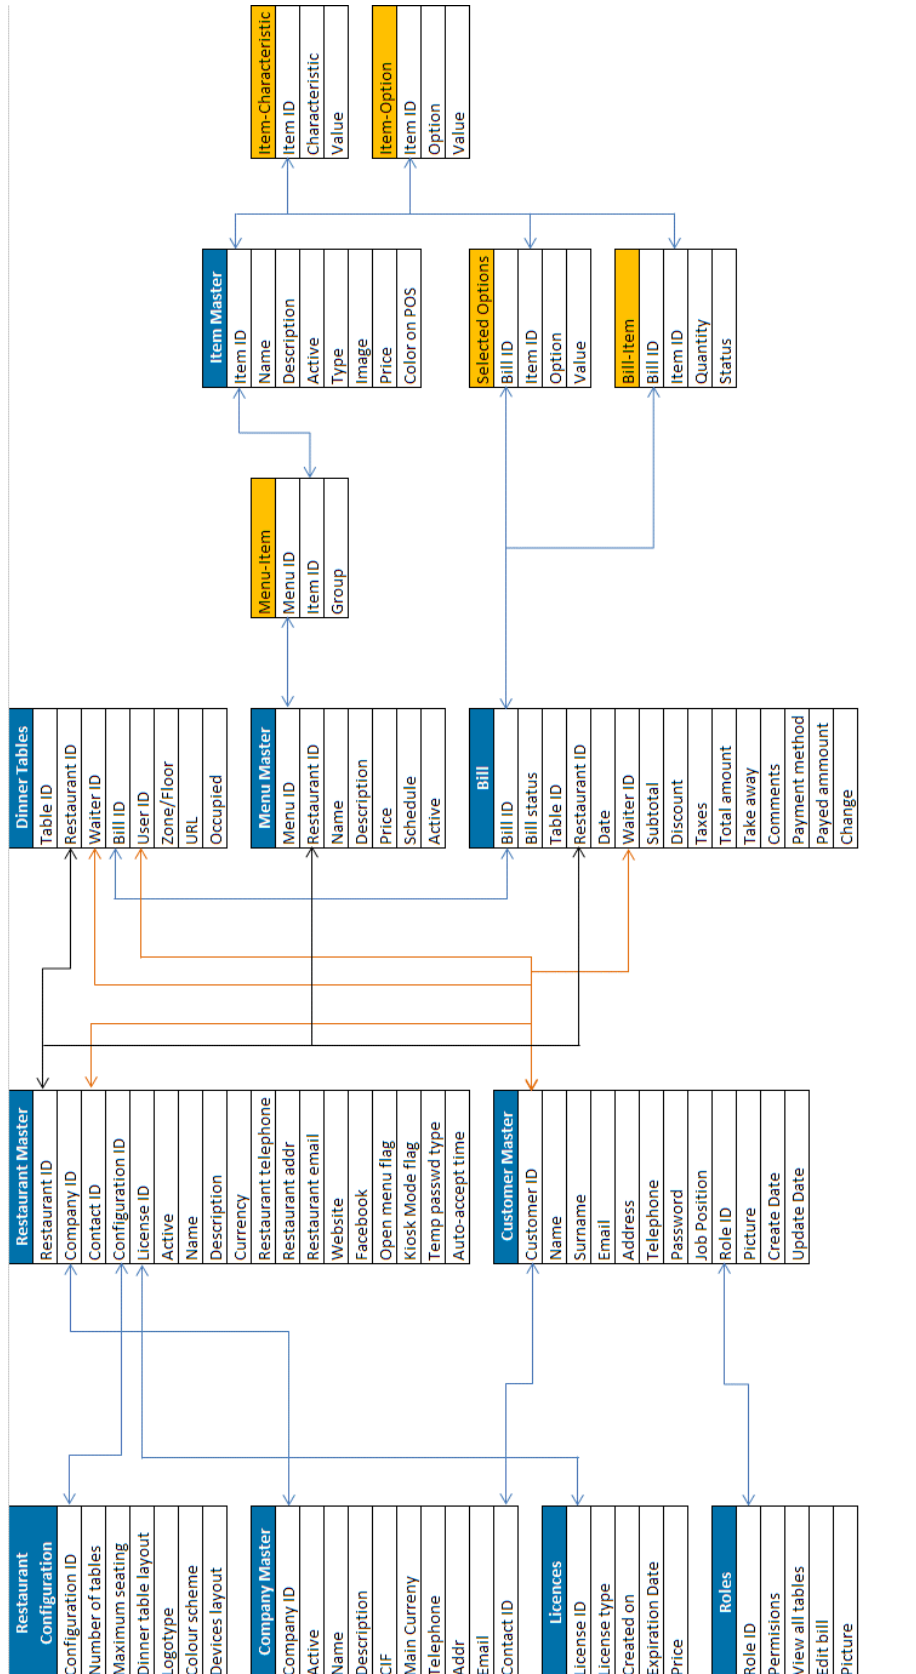 Restaurant
Configuration
Configuration ID
Number of tables
Maximum seating
Dinner table layout
Logotype
Colour scheme
Devices layout
Company Master
Company ID
Active
Name
Description
CIF
Main Curreny
Telephone
Addr
Email
Contact ID
Licences
License ID
License type
Created on
Expiration Date
Price
Roles
Role ID
Permisions
View all tables
Edit bill
Picture
Restaurant Master
Restaurant ID
Company ID
Contact ID
Configuration ID
License ID
Active
Name
Description
Currency
Restaurant telephone
Restaurant addr
Restaurant email
Website
Facebook
Open menu flag
Kiosk Mode flag
Temp passwd type
Auto-accept time
Customer Master
Customer ID
Name
Surname
Email
Address
Telephone
Password
Job Position
Role ID
Picture
Create Date
Update Date
Dinner Tables
Table ID
Restaurant ID
Waiter ID
Bill ID
User ID
Zone/Floor
URL
Occupied
Menu Master
Menu ID
Restaurant ID
Name
Description
Price
Schedule
Active
Bill
Bill ID
Bill status
Table ID
Restaurant ID
Date
Waiter ID
Subtotal
Discount
Taxes
Total amount
Take away
Comments
Payment method
Payed ammount
Change
Menu-Item
Menu ID
Item ID
Group
Item Master
Item ID
Name
Description
Active
Type
Image
Price
Color on POS
Selected Options
Bill ID
Item ID
Option
Value
Bill-Item
Bill ID
Item ID
Quantity
Status
Item-Characteristic
Item ID
Characteristic
Value
Item-Option
Item ID
Option
Value